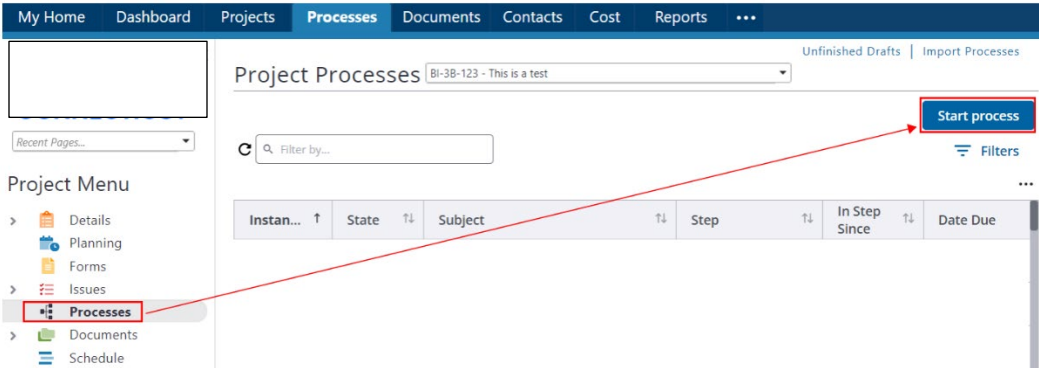 My Home Dashboard Projects Processes Documents Contacts Cost Reports •••
Unfinished Drafts | Import Processes
Project Processes BI-3B-123 - This is a test
Start process
Recent Pages...
Filter by...
Filters
Project Menu
•••
Instan... ↑ State ↑↓ Subject ↑↓ Step ↑↓ In Step Since ↑↓ Date Due
Details
Planning
Forms
Issues
Processes
Documents
Schedule